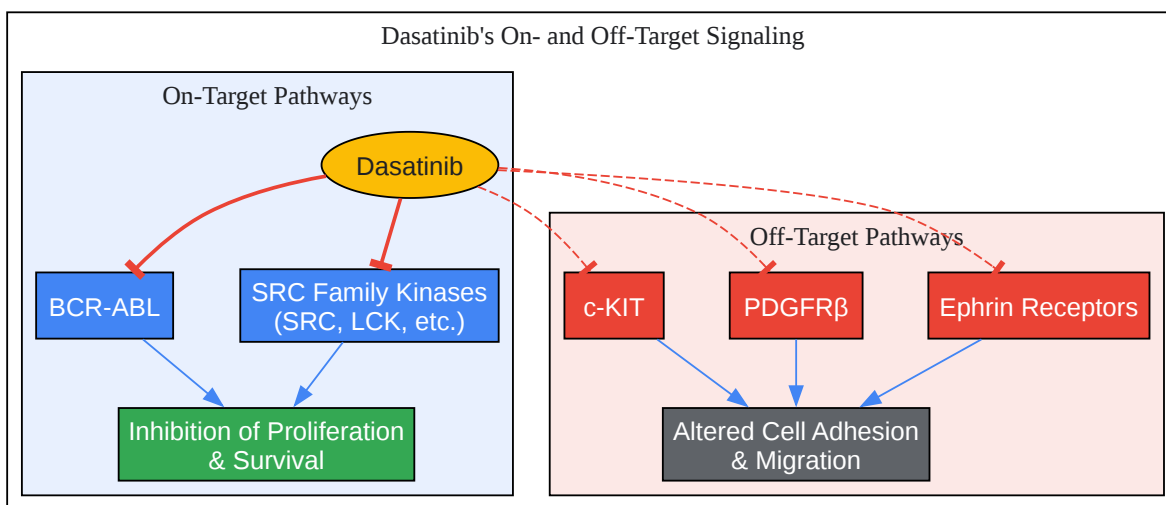 Dasatinib's On- and Off-Target Signaling
On-Target Pathways
Dasatinib
Off-Target Pathways
BCR-ABL
SRC Family Kinases
(SRC, LCK, etc.)
c-KIT
PDGFRβ
Ephrin Receptors
Inhibition of Proliferation
& Survival
Altered Cell Adhesion
& Migration